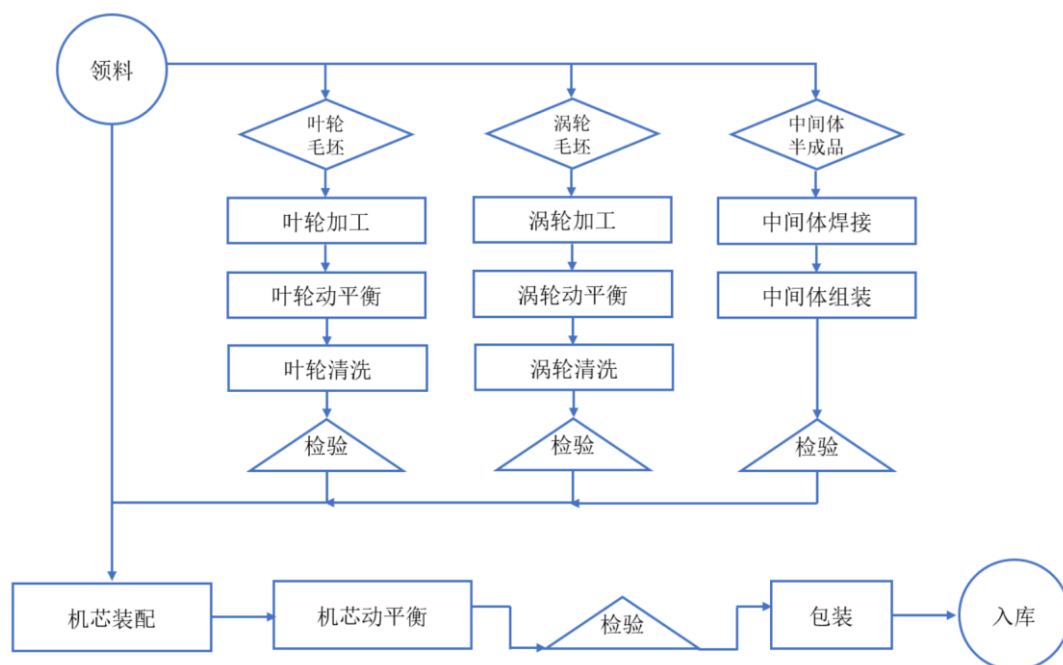 领料
叶轮
毛坯
涡轮
毛坯
中间体
半成品
叶轮加工
涡轮加工
中间体焊接
叶轮动平衡
涡轮动平衡
中间体组装
叶轮清洗
涡轮清洗
检验
检验
检验
机芯装配
机芯动平衡
检验
包装
入库